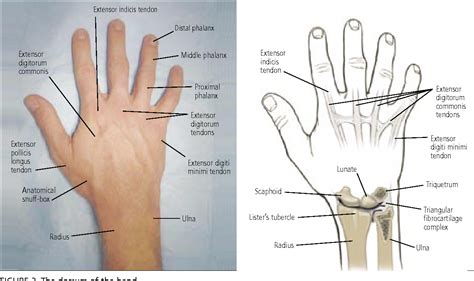 Extensor indicis tendon
Distal phalanx
Middle phalanx
Extensor
digitorum
communis
Proximal
phalanx
Extensor
digitorum
tendons
Extensor
pollicis
longus
tendon
Extensor digiti
minimi tendon
Anatomical
snuff-box
Ulna
Radius
Extensor
indicis
tendon
Extensor
digitorum
communis
tendons
Extensor digiti
minimi tendon
Lunate
Scaphoid
Triquetrum
Lister's tubercle
Triangular
fibrocartilage
complex
Radius
Ulna
FIGURE 2. The dorsum of the hand